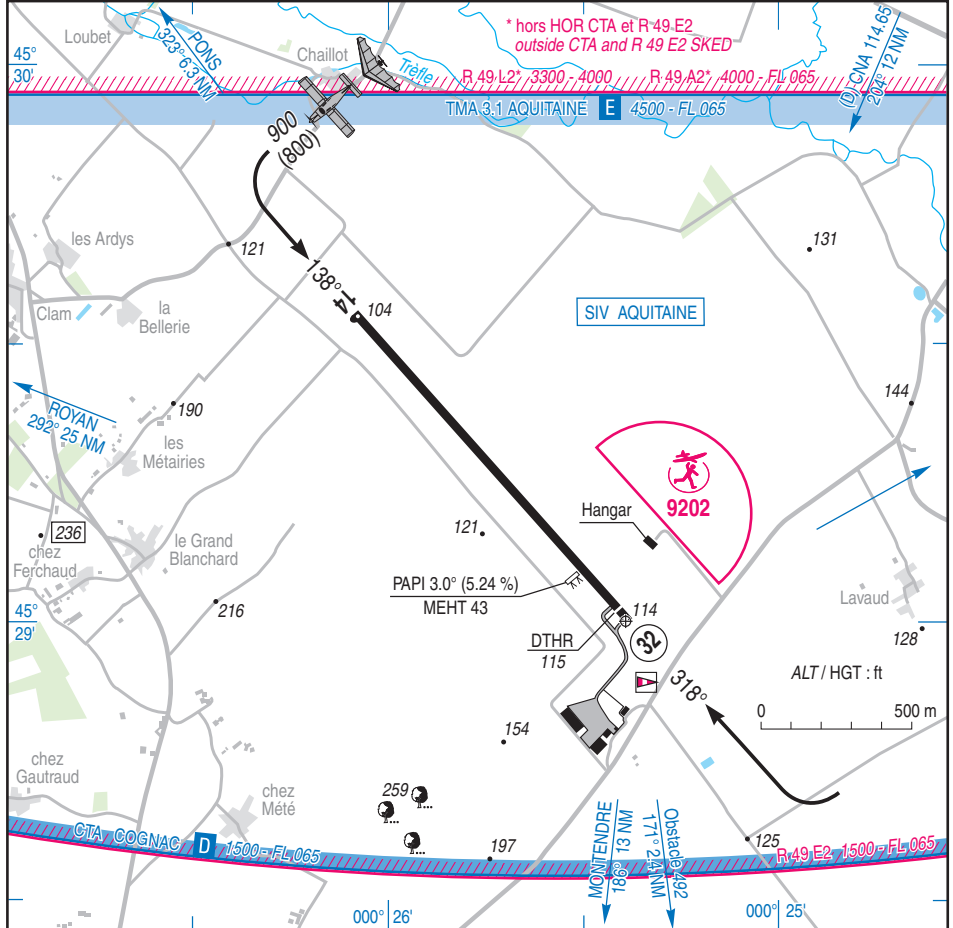 Loubet
PONS
323° 6.3 NM
Chaillot
Trèfle
* hors HOR CTA et R 49 E2
outside CTA and R 49 E2 SKED
(D) CNA 114.65
204° 12 NM
45°
30'
R 49 L2* 3300 - 4000
R 49 A2* 4000 - FL 065
TMA 3.1 AQUITAINE E 4500 - FL 065
900
(800)
les Ardys
121
131
138°
14
104
Clam
la
Bellerie
SIV AQUITAINE
ROYAN
292° 25 NM
190
144
les
Métairies
9202
Hangar
236
chez
Ferchaud
le Grand
Blanchard
121
PAPI 3.0° (5.24 %)
MEHT 43
216
Lavaud
45°
29'
DTHR
115
114
32
128
318°
ALT / HGT : ft
0
500 m
154
chez
Gautraud
chez
Mété
259
197
125
CTA COGNAC D 1500 - FL 065
MONTENDRE
186° 13 NM
Obstacle 492
171° 2.4 NM
R 49 E2 1500 - FL 065
000° 26'
000° 25'